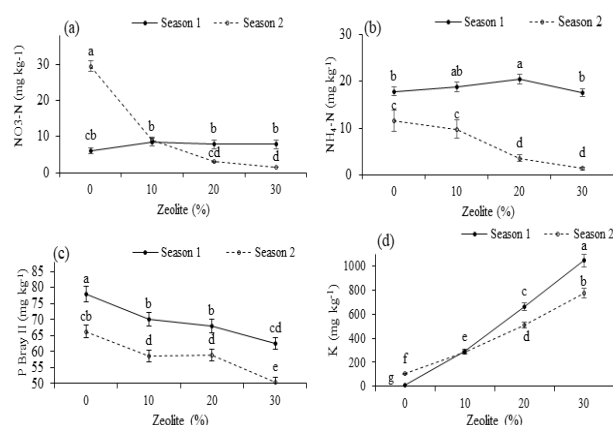 (a)
Season 1
Season 2
NO3-N (mg kg-1)
30
20
10
0
a
cb
b
b
b
cd
d
0
10
20
30
Zeolite (%)
(b)
Season 1
Season 2
NH₄-N (mg kg⁻¹)
30
20
10
0
b
ab
a
b
c
c
d
d
0
10
20
30
Zeolite (%)
(c)
Season 1
Season 2
P Bray II (mg kg⁻¹)
85
80
75
70
65
60
55
50
a
b
b
cd
cb
d
d
e
0
10
20
30
Zeolite (%)
(d)
Season 1
Season 2
K (mg kg⁻¹)
1000
800
600
400
200
0
a
b
c
d
e
f
g
0
10
20
30
Zeolite (%)